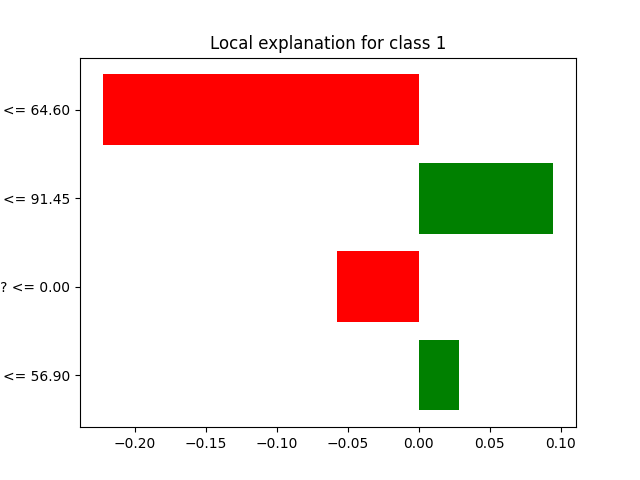 Local explanation for class 1
<= 64.60
<= 91.45
? <= 0.00
<= 56.90
−0.20 −0.15 −0.10 −0.05 0.00 0.05 0.10